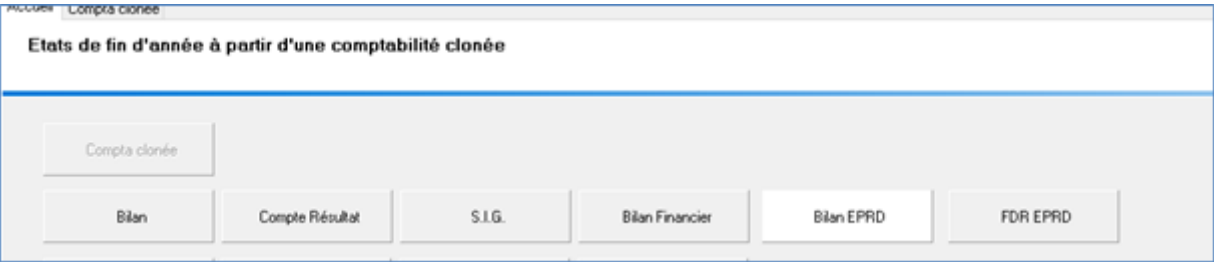 Accueil Compta clonée
Etats de fin d'année à partir d'une comptabilité clonée
Compta clonée
Bilan Compte Résultat S.I.G. Bilan Financier Bilan EPRD FDR EPRD